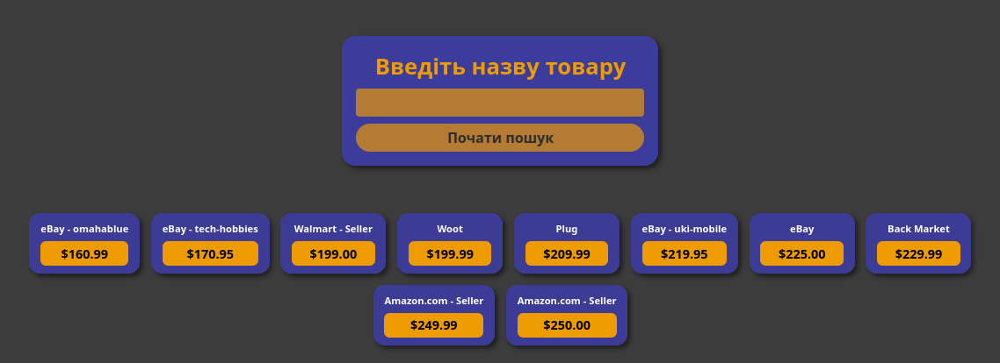 Введіть назву товару
Почати пошук
eBay - omahablue
$160.99
eBay - tech-hobbies
$170.95
Walmart - Seller
$199.00
Woot
$199.99
Plug
$209.99
eBay - uki-mobile
$219.95
eBay
$225.00
Back Market
$229.99
Amazon.com - Seller
$249.99
Amazon.com - Seller
$250.00